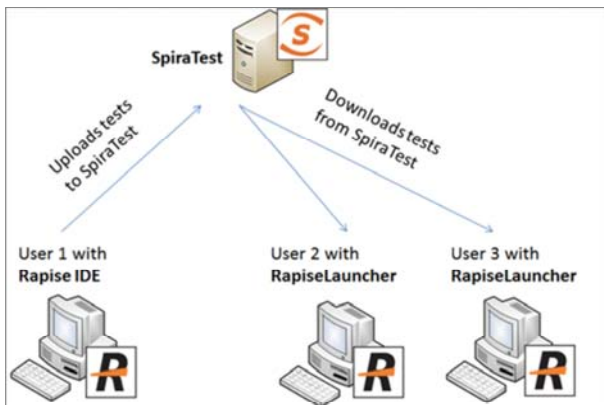 SpiraTest
S
Uploads tests
to SpiraTest
Downloads tests
from SpiraTest
User 1 with
Rapise IDE
User 2 with
RapiseLauncher
User 3 with
RapiseLauncher
R
R
R